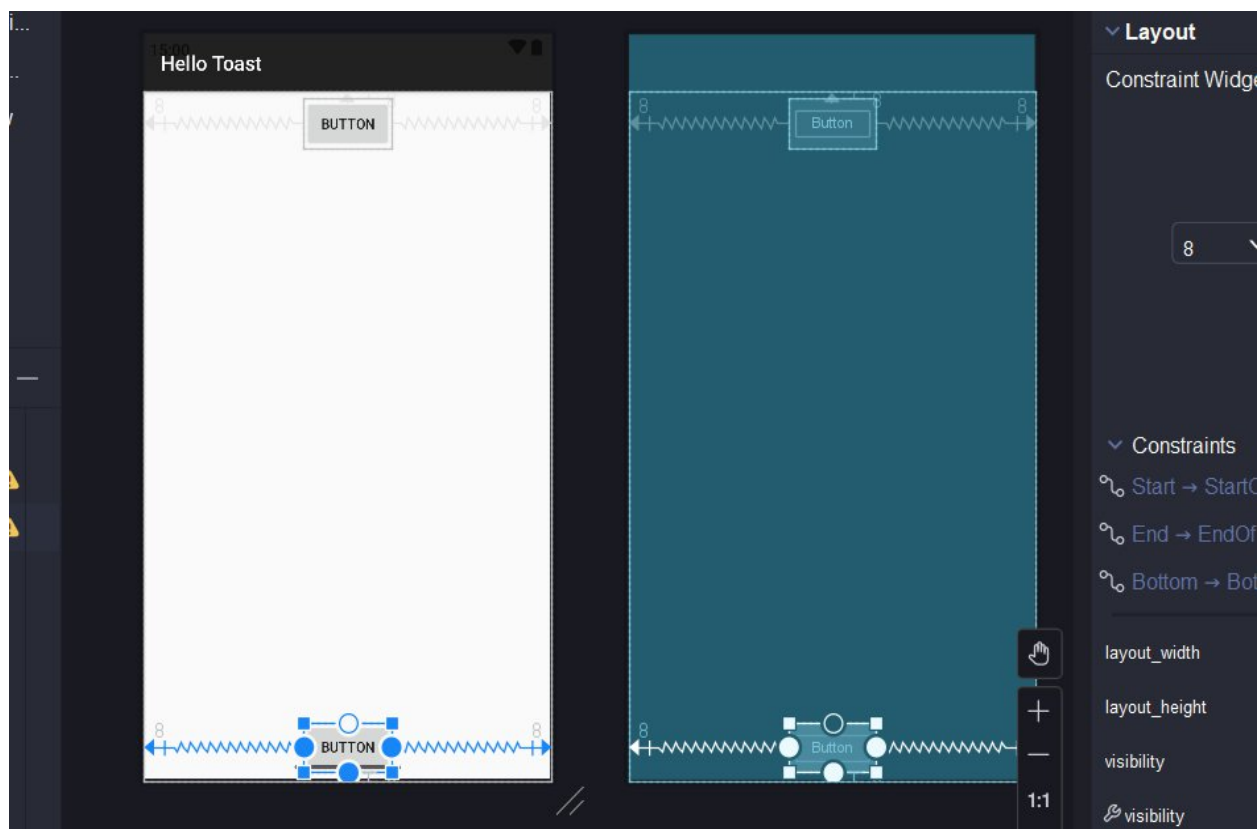 i...
Layout
15:00
Hello Toast
Constraint Widge
8 8 8 8
BUTTON
Button
8
Constraints
Start → Start
End → EndOf
Bottom → Bot
layout_width
layout_height
8 8 8
BUTTON
Button
visibility
1:1
visibility